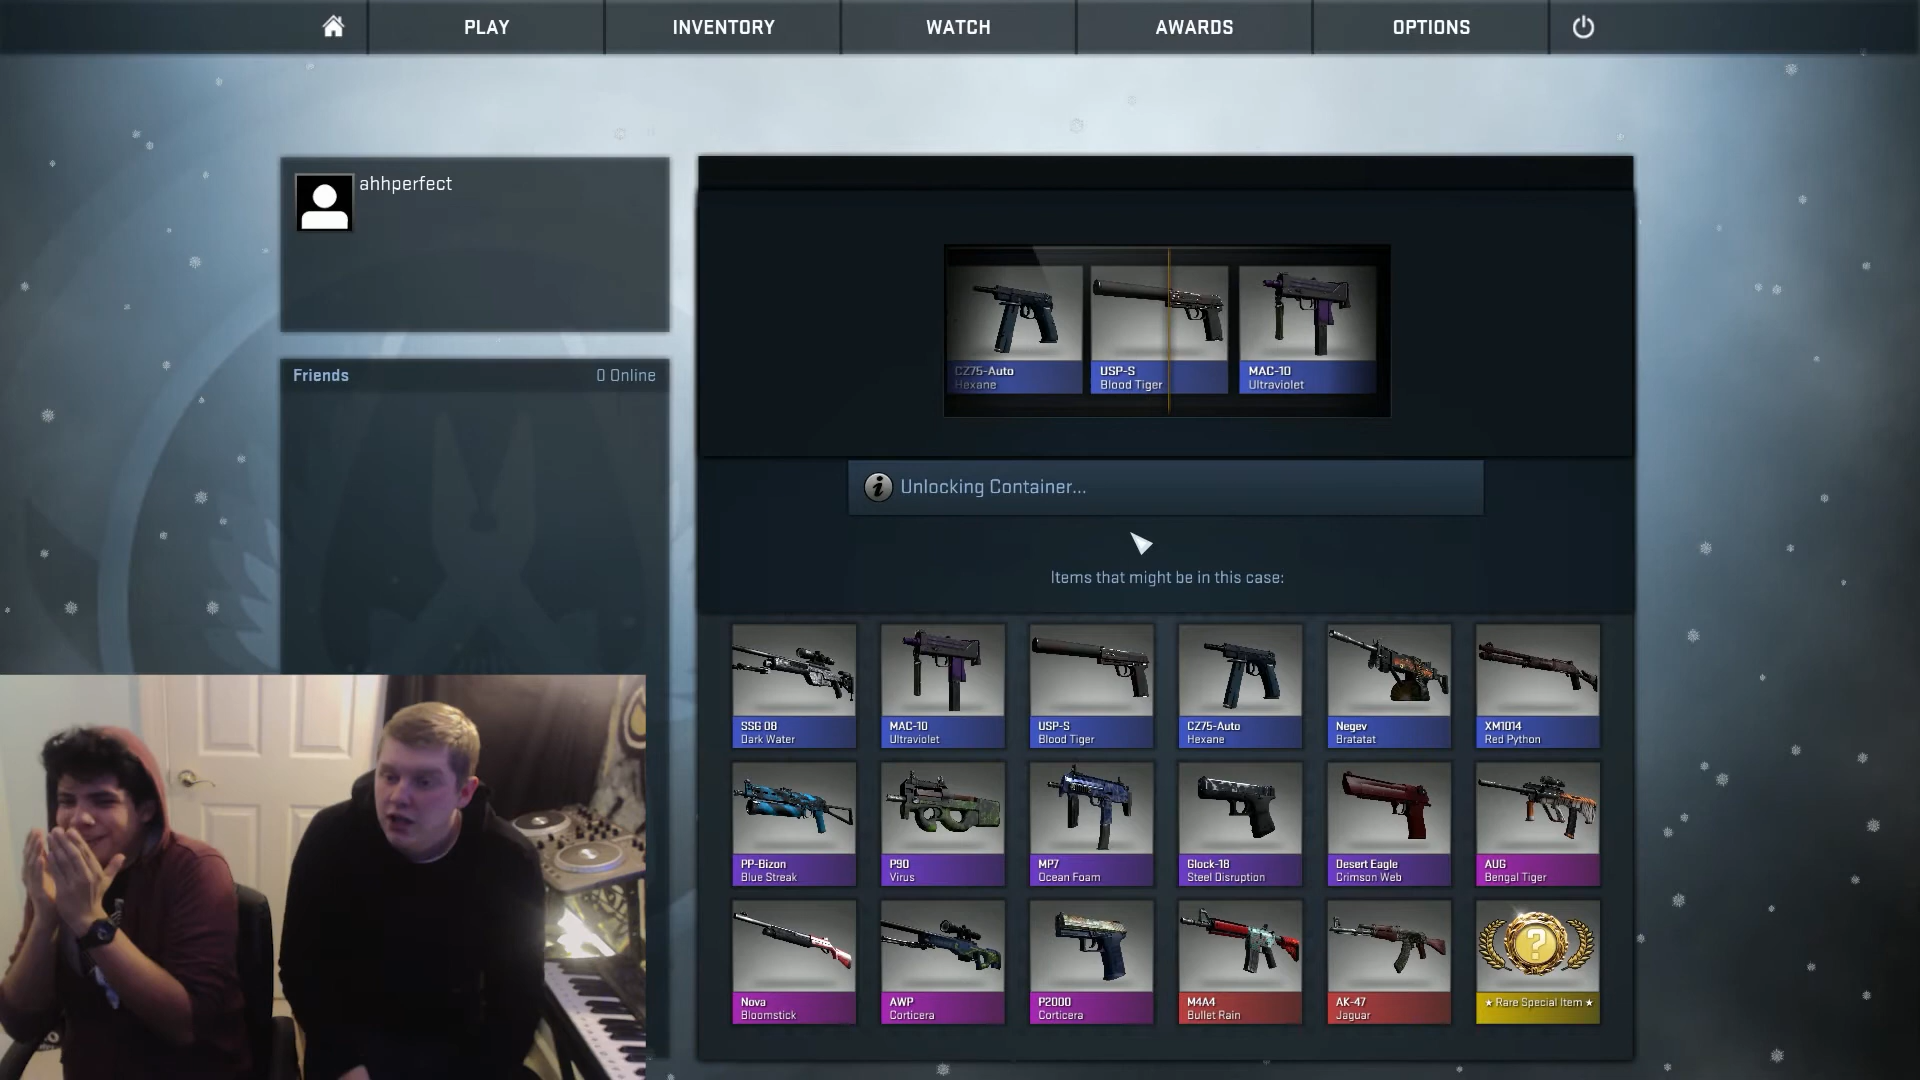 PLAY
INVENTORY
WATCH
AWARDS
OPTIONS
ahhperfect
Friends
0 Online
CZ75-Auto
Hexane
USP-S
Blood Tiger
MAC-10
Ultraviolet
Unlocking Container...
Items that might be in this case:
SSG 08
Dark Water
MAC-10
Ultraviolet
USP-S
Blood Tiger
CZ75-Auto
Hexane
Negev
Bratatat
XM1014
Red Python
PP-Bizon
Blue Streak
P90
Virus
MP7
Ocean Foam
Glock-18
Steel Disruption
Desert Eagle
Crimson Web
AUG
Bengal Tiger
Nova
Bloomstick
AWP
Corticera
P2000
Corticera
M4A4
Bullet Rain
AK-47
Jaguar
?
★ Rare Special Item ★